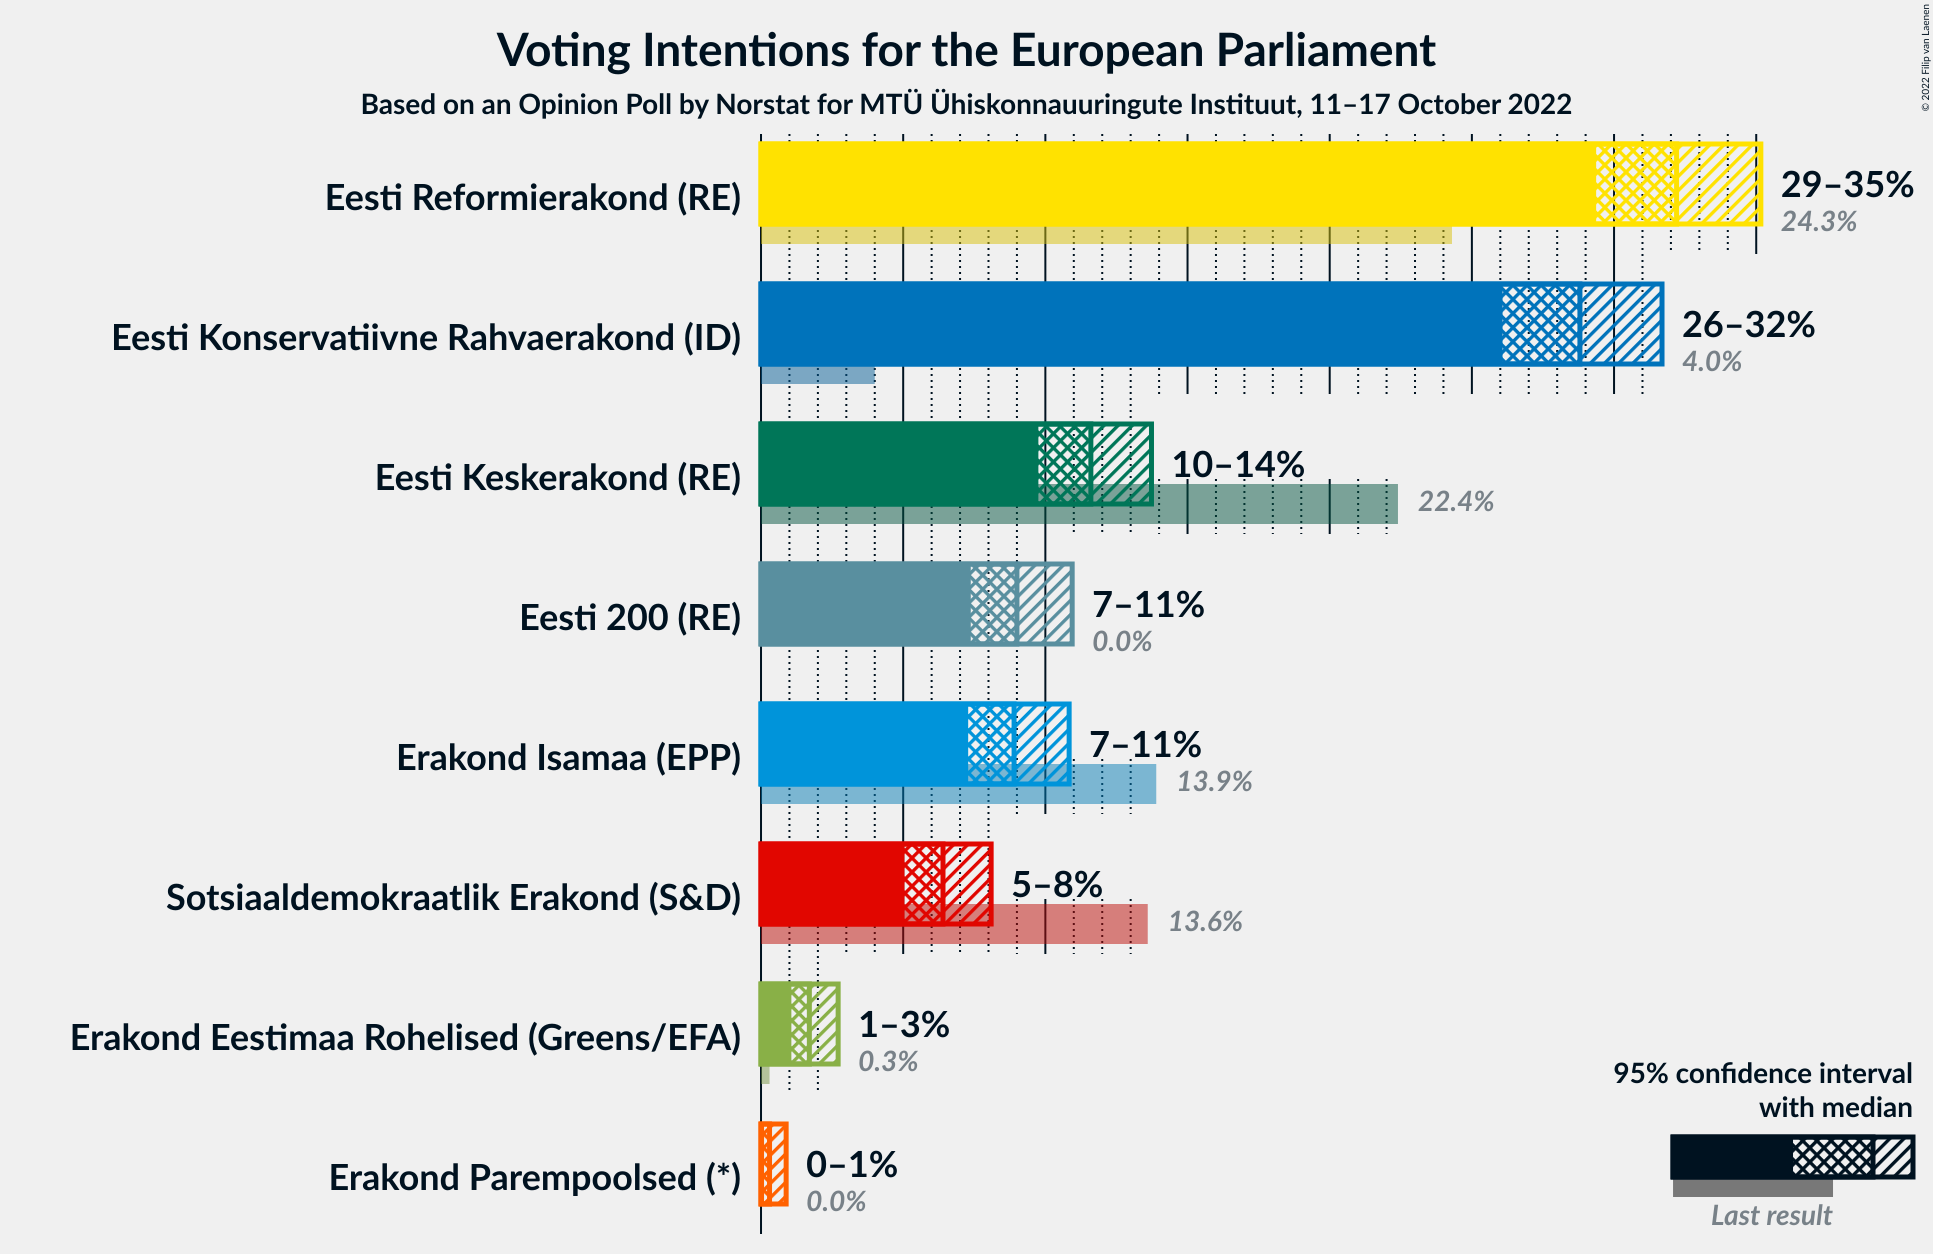 Voting Intentions for the European Parliament
Based on an Opinion Poll by Norstat for MTÜ Ühiskonnauuringute Instituut, 11–17 October 2022
© 2022 Filip van Laenen
Eesti Reformierakond (RE)
29–35%
24.3%
Eesti Konservatiivne Rahvaerakond (ID)
26–32%
4.0%
Eesti Keskerakond (RE)
10–14%
22.4%
Eesti 200 (RE)
7–11%
0.0%
Erakond Isamaa (EPP)
7–11%
13.9%
Sotsiaaldemokraatlik Erakond (S&D)
5–8%
13.6%
Erakond Eestimaa Rohelised (Greens/EFA)
1–3%
0.3%
Erakond Parempoolsed (*)
0–1%
0.0%
95% confidence interval
with median
Last result